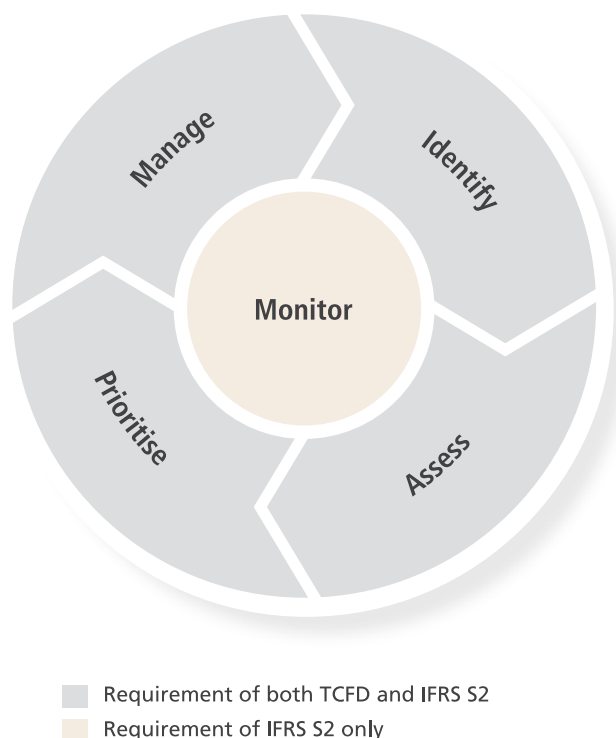 Manage
Identify
Monitor
Prioritise
Assess
Requirement of both TCFD and IFRS S2
Requirement of IFRS S2 only